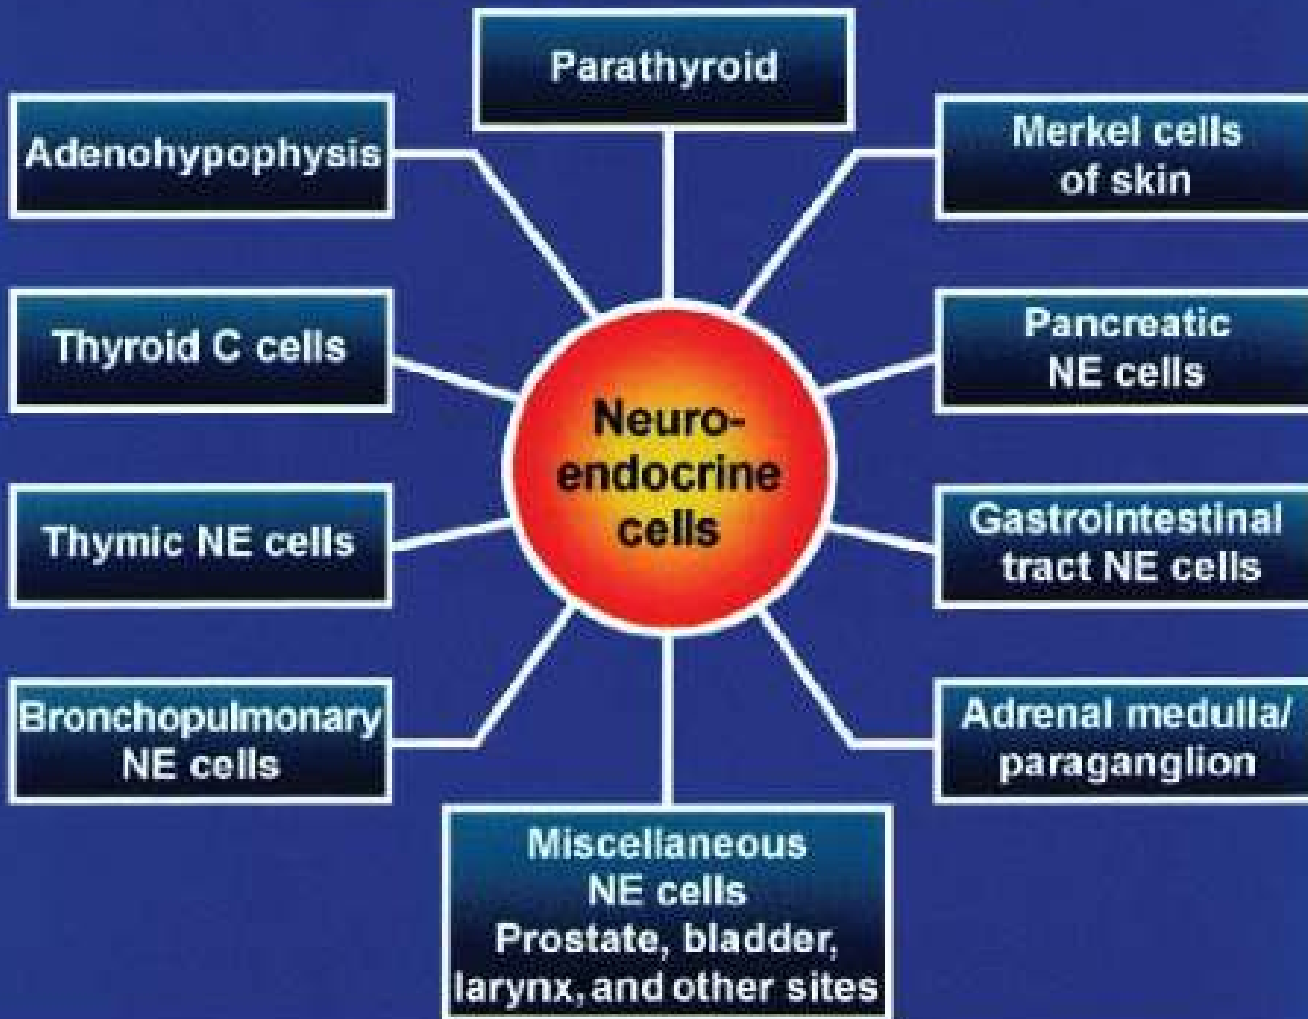 Parathyroid
Adenohypophysis
Merkel cells
of skin
Thyroid C cells
Pancreatic
NE cells
Neuro-
endocrine
cells
Thymic NE cells
Gastrointestinal
tract NE cells
Bronchopulmonary
NE cells
Adrenal medulla/
paraganglion
Miscellaneous
NE cells
Prostate, bladder,
larynx, and other sites